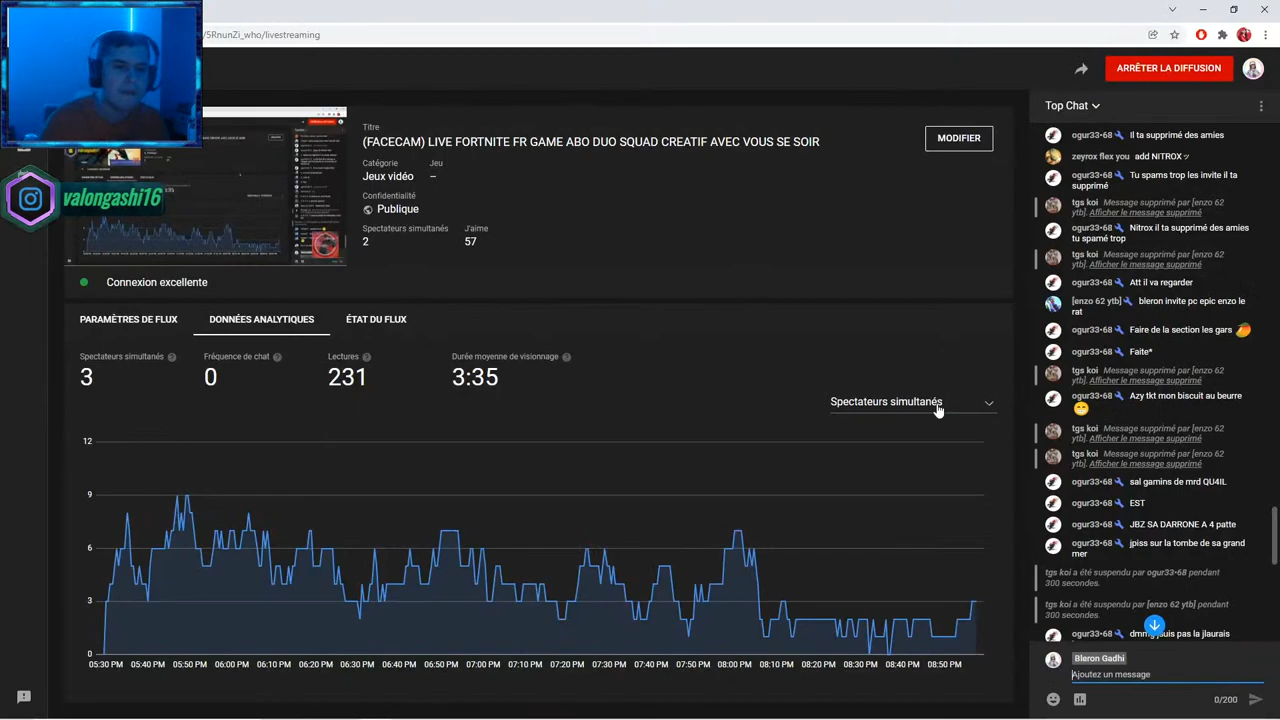 /5RnunZi_who/livestreaming
ARRÊTER LA DIFFUSION
valongashi16
Titre
(FACECAM) LIVE FORTNITE FR GAME ABO DUO SQUAD CREATIF AVEC VOUS SE SOIR
MODIFIER
Catégorie
Jeu
Jeux vidéo
–
Confidentialité
Publique
Spectateurs simultanés
J'aime
2
57
Connexion excellente
PARAMÈTRES DE FLUX
DONNÉES ANALYTIQUES
ÉTAT DU FLUX
Spectateurs simultanés
Fréquence de chat
Lectures
Durée moyenne de visionnage
3
0
231
3:35
Spectateurs simultanés
12
9
6
3
0
05:30 PM
05:40 PM
05:50 PM
06:00 PM
06:10 PM
06:20 PM
06:30 PM
06:40 PM
06:50 PM
07:00 PM
07:10 PM
07:20 PM
07:30 PM
07:40 PM
07:50 PM
08:00 PM
08:10 PM
08:20 PM
08:30 PM
08:40 PM
08:50 PM
Top Chat
ogur33•68 Il ta supprimé des amies
zeyrox flex you add NITROXッ
ogur33•68 Tu spams trop les invite il ta
supprimé
tgs koi Message supprimé par [enzo 62
ytb]. Afficher le message supprimé
ogur33•68 Nitrox il ta supprimé des amies
tu spamé trop
tgs koi Message supprimé par [enzo 62
ytb]. Afficher le message supprimé
ogur33•68 Att il va regarder
[enzo 62 ytb] bleron invite pc epic enzo le
rat
ogur33•68 Faire de la section les gars 🥭
ogur33•68 Faite*
tgs koi Message supprimé par [enzo 62
ytb]. Afficher le message supprimé
ogur33•68 Azy tkt mon biscuit au beurre
😁
tgs koi Message supprimé par [enzo 62
ytb]. Afficher le message supprimé
tgs koi Message supprimé par [enzo 62
ytb]. Afficher le message supprimé
ogur33•68 sal gamins de mrd QU4IL
ogur33•68 EST
ogur33•68 JBZ SA DARRONE A 4 patte
ogur33•68 jpiss sur la tombe de sa grand
mer
tgs koi a été suspendu par ogur33•68 pendant
300 secondes.
tgs koi a été suspendu par [enzo 62 ytb] pendant
300 secondes.
Bleron Gadhi
Ajoutez un message
0/200